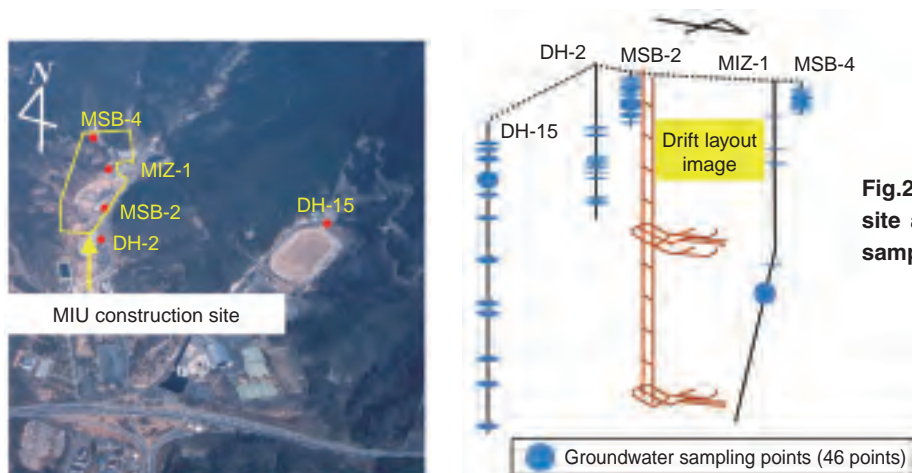 N
MSB-4
MIZ-1
MSB-2
DH-15
DH-2
MIU construction site
DH-2
MSB-2
MIZ-1
MSB-4
DH-15
Drift layout
image
Groundwater sampling points (46 points)
Fig.2
site a
samp